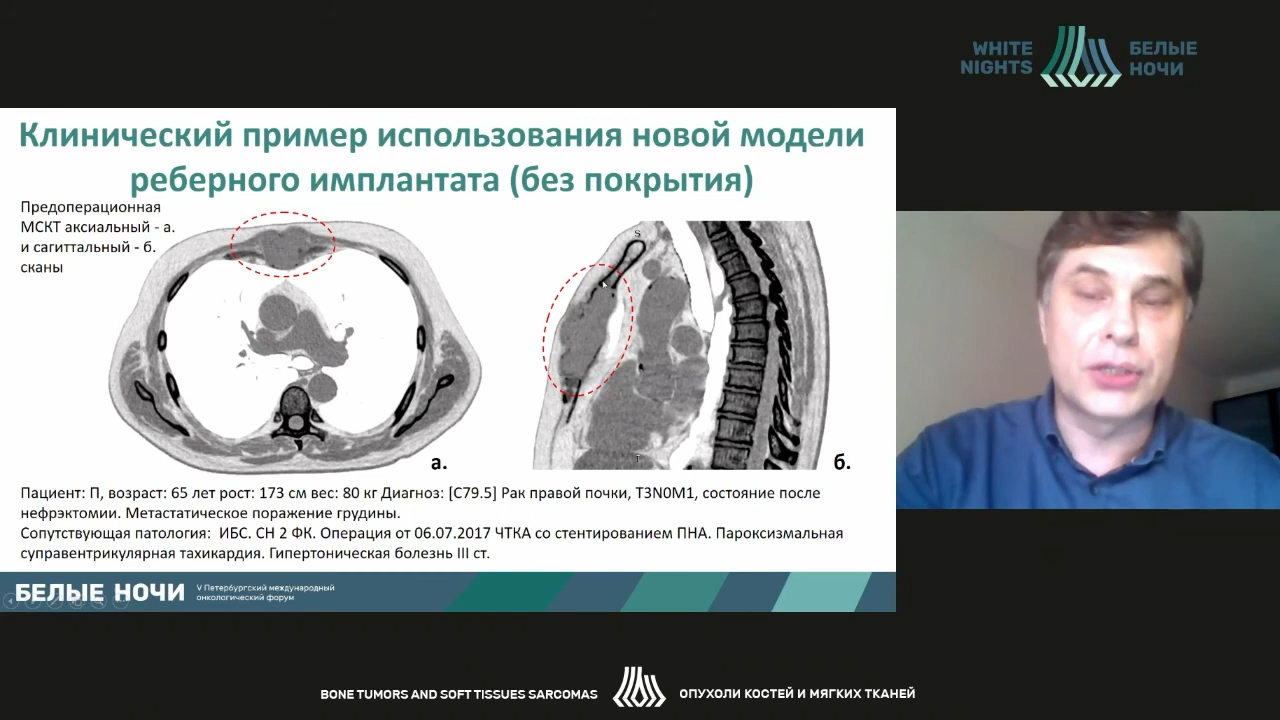 WHITE
NIGHTS
БЕЛЫЕ
НОЧИ
Клинический пример использования новой модели
реберного имплантата (без покрытия)
Предоперационная
МСКТ аксиальный - а.
и сагиттальный - б.
сканы
S
I
а.
б.
Пациент: П, возраст: 65 лет рост: 173 см вес: 80 кг Диагноз: [C79.5] Рак правой почки, T3N0M1, состояние после
нефрэктомии. Метастатическое поражение грудины.
Сопутствующая патология: ИБС. СН 2 ФК. Операция от 06.07.2017 ЧТКА со стентированием ПНА. Пароксизмальная
суправентрикулярная тахикардия. Гипертоническая болезнь III ст.
БЕЛЫЕ НОЧИ
V Петербургский международный
онкологический форум
BONE TUMORS AND SOFT TISSUES SARCOMAS
ОПУХОЛИ КОСТЕЙ И МЯГКИХ ТКАНЕЙ